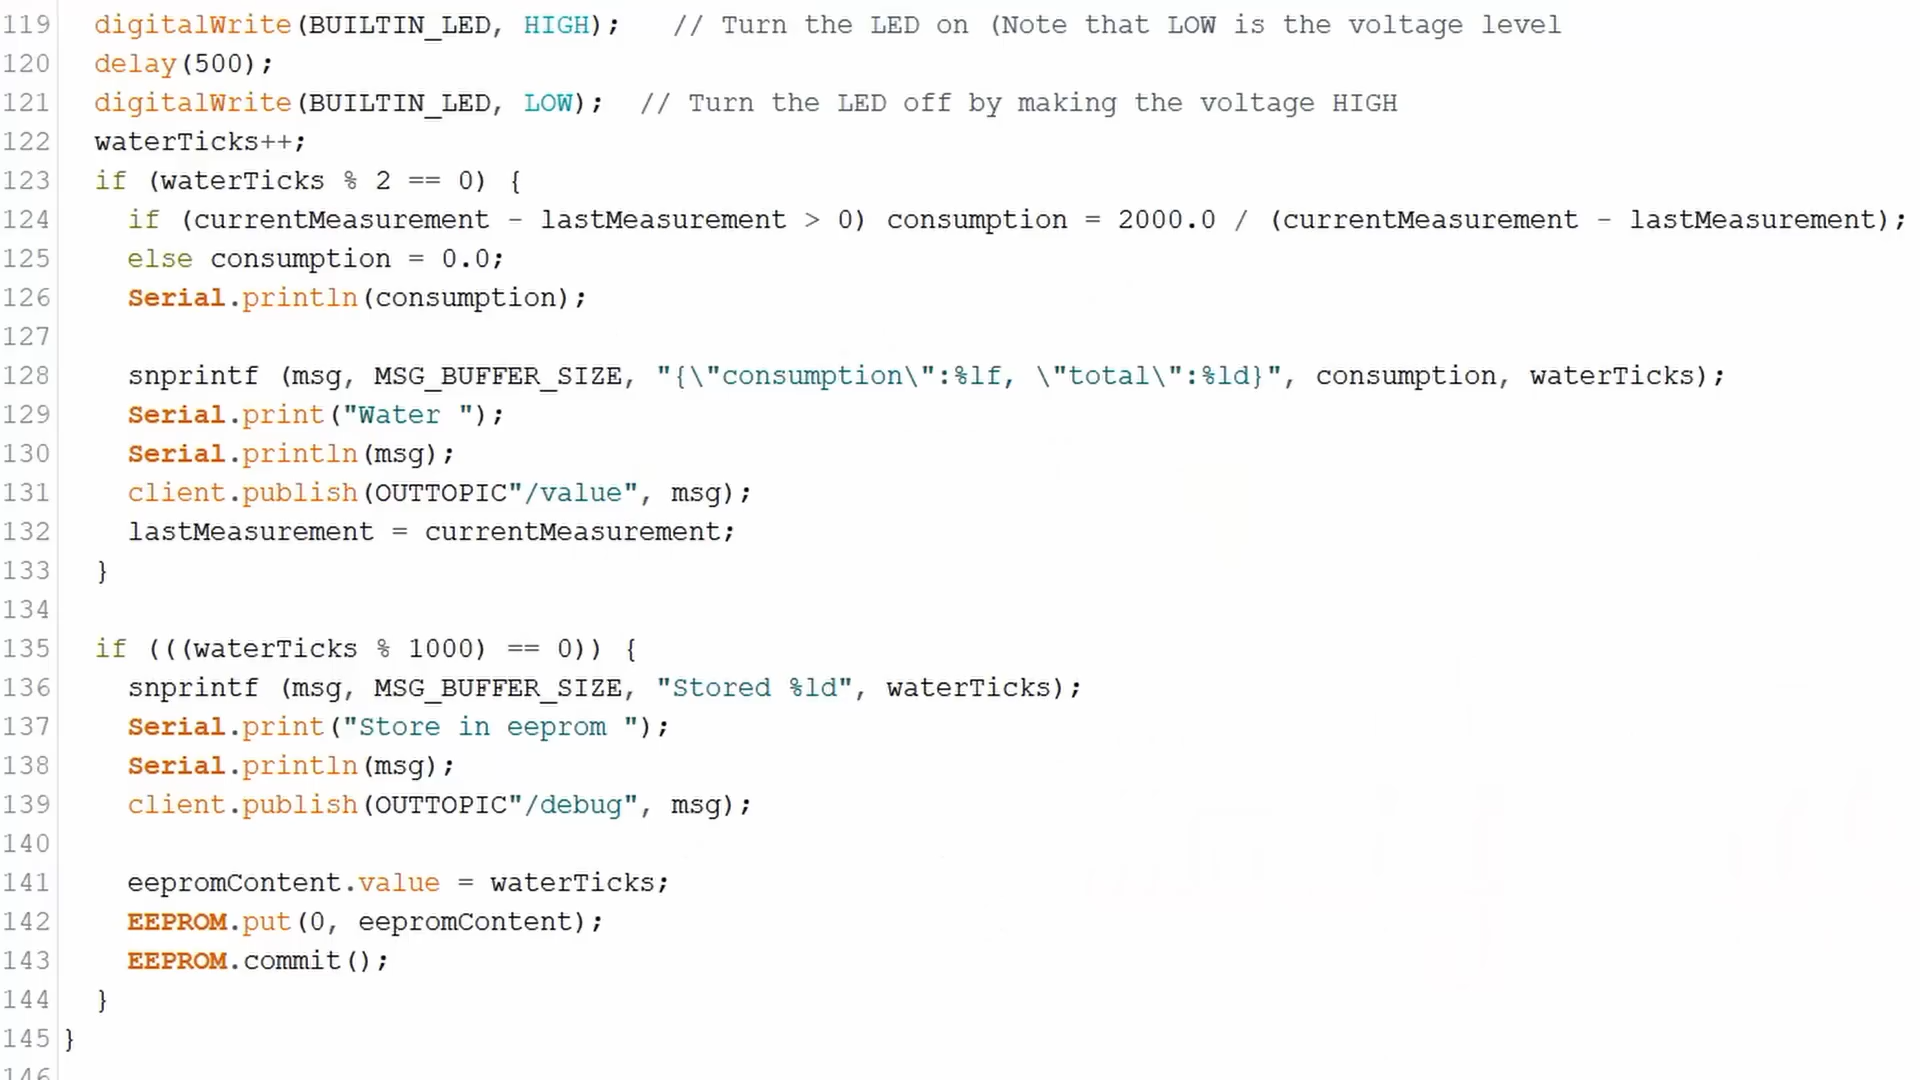 119 digitalWrite(BUILTIN_LED, HIGH); // Turn the LED on (Note that LOW is the voltage level
120 delay(500);
121 digitalWrite(BUILTIN_LED, LOW); // Turn the LED off by making the voltage HIGH
122 waterTicks++;
123 if (waterTicks % 2 == 0) {
124 if (currentMeasurement - lastMeasurement > 0) consumption = 2000.0 / (currentMeasurement - lastMeasurement);
125 else consumption = 0.0;
126 Serial.println(consumption);
127
128 snprintf (msg, MSG_BUFFER_SIZE, "{\"consumption\":%lf, \"total\":%ld}", consumption, waterTicks);
129 Serial.print("Water ");
130 Serial.println(msg);
131 client.publish(OUTTOPIC"/value", msg);
132 lastMeasurement = currentMeasurement;
133 }
134
135 if (((waterTicks % 1000) == 0)) {
136 snprintf (msg, MSG_BUFFER_SIZE, "Stored %ld", waterTicks);
137 Serial.print("Store in eeprom ");
138 Serial.println(msg);
139 client.publish(OUTTOPIC"/debug", msg);
140
141 eepromContent.value = waterTicks;
142 EEPROM.put(0, eepromContent);
143 EEPROM.commit();
144 }
145 }
146